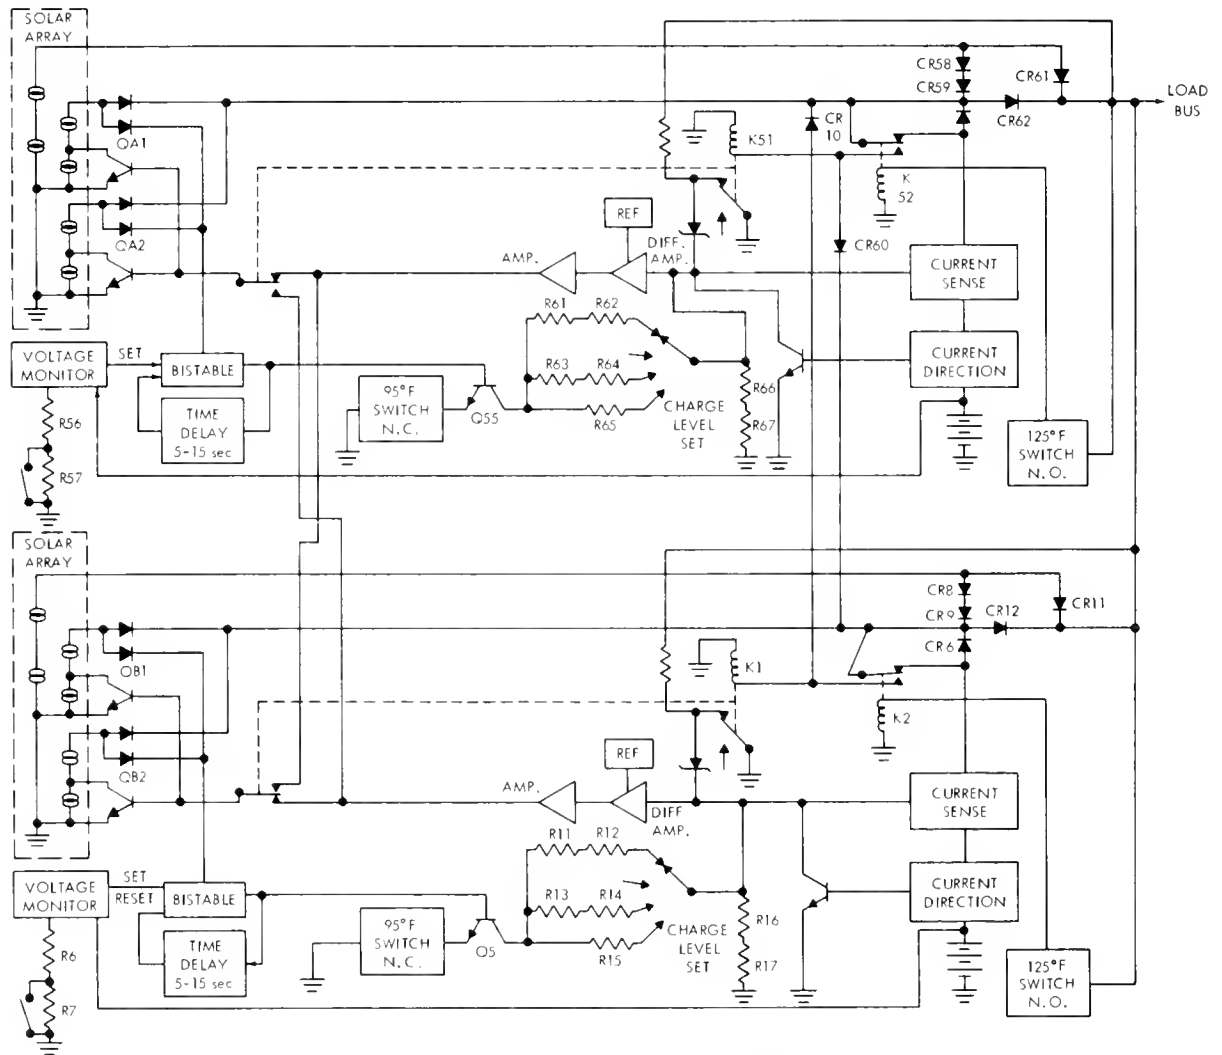 SOLAR
ARRAY
CR58
CR59
CR61
LOAD
BUS
CR62
CR
10
QA1
K51
K
52
QA2
REF
DIFF.
AMP.
AMP.
CR60
CURRENT
SENSE
R61
R62
VOLTAGE
MONITOR
SET
BISTABLE
CURRENT
DIRECTION
R63
R64
R66
95°F
SWITCH
N.C.
Q55
R56
TIME
DELAY
5-15 sec
R65
CHARGE
LEVEL
SET
R67
125°F
SWITCH
N.O.
R57
SOLAR
ARRAY
CR8
CR9
CR12
CR11
CR6
QB1
K1
K2
QB2
REF
AMP.
DIFF
AMP.
CURRENT
SENSE
R11
R12
VOLTAGE
MONITOR
SET
RESET
BISTABLE
CURRENT
DIRECTION
R13
R14
R16
95°F
SWITCH
N.C.
Q5
R6
TIME
DELAY
5-15 sec
R15
CHARGE
LEVEL
SET
R17
125°F
SWITCH
N.O.
R7